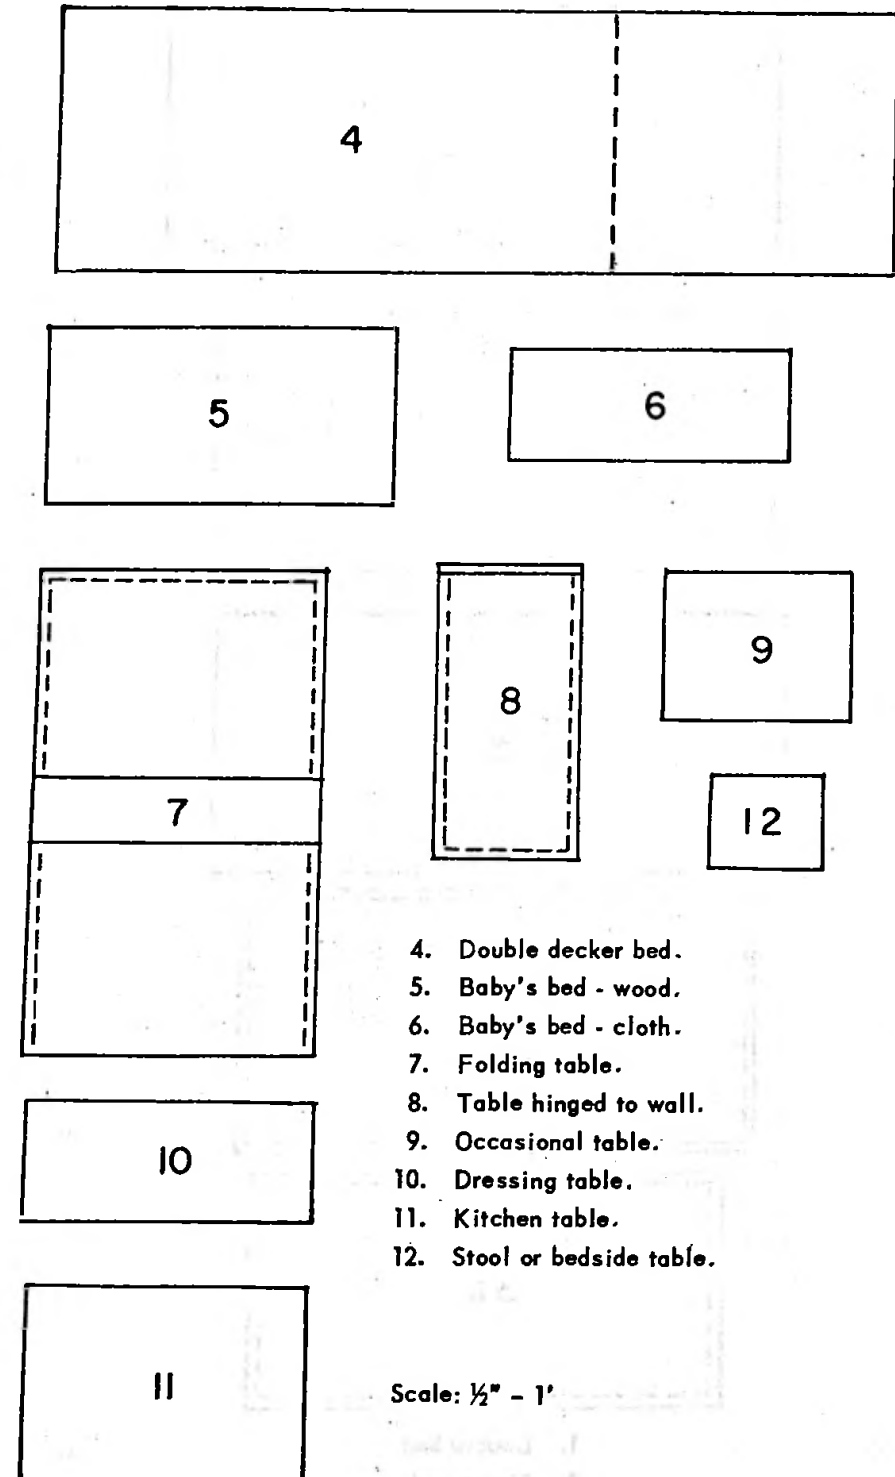 4
5
6
7
8
9
12
4. Double decker bed.
5. Baby's bed - wood.
6. Baby's bed - cloth.
7. Folding table.
8. Table hinged to wall.
9. Occasional table.
10. Dressing table.
11. Kitchen table.
12. Stool or bedside table.
10
11
Scale: ½" - 1'